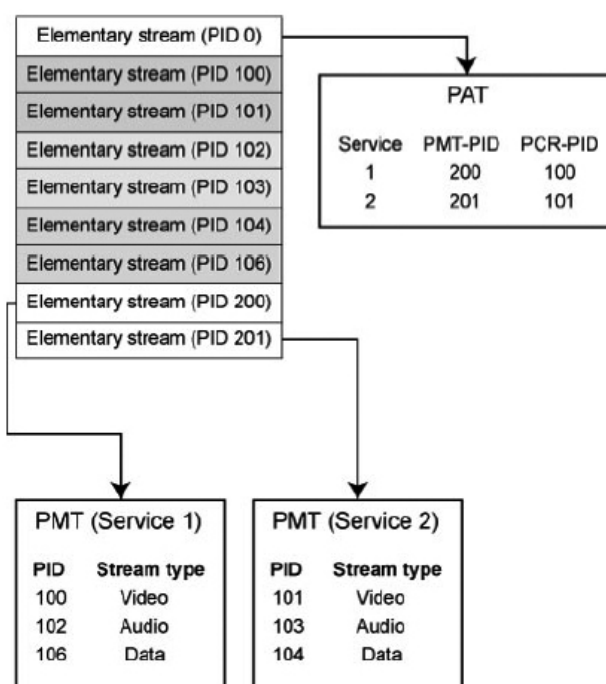 Elementary stream (PID 0)
Elementary stream (PID 100)
Elementary stream (PID 101)
Elementary stream (PID 102)
Elementary stream (PID 103)
Elementary stream (PID 104)
Elementary stream (PID 106)
Elementary stream (PID 200)
Elementary stream (PID 201)
PAT
Service PMT-PID PCR-PID
1 200 100
2 201 101
PMT (Service 1)
PID Stream type
100 Video
102 Audio
106 Data
PMT (Service 2)
PID Stream type
101 Video
103 Audio
104 Data